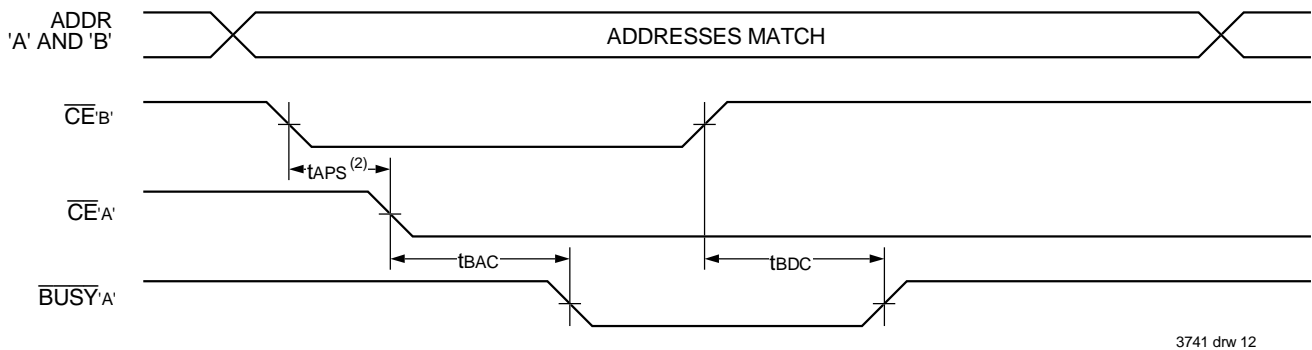 ADDR
'A' AND 'B'
ADDRESSES MATCH
CE'B'
tAPS (2)
CE'A'
tBAC
tBDC
BUSY'A'
3741 drw 12